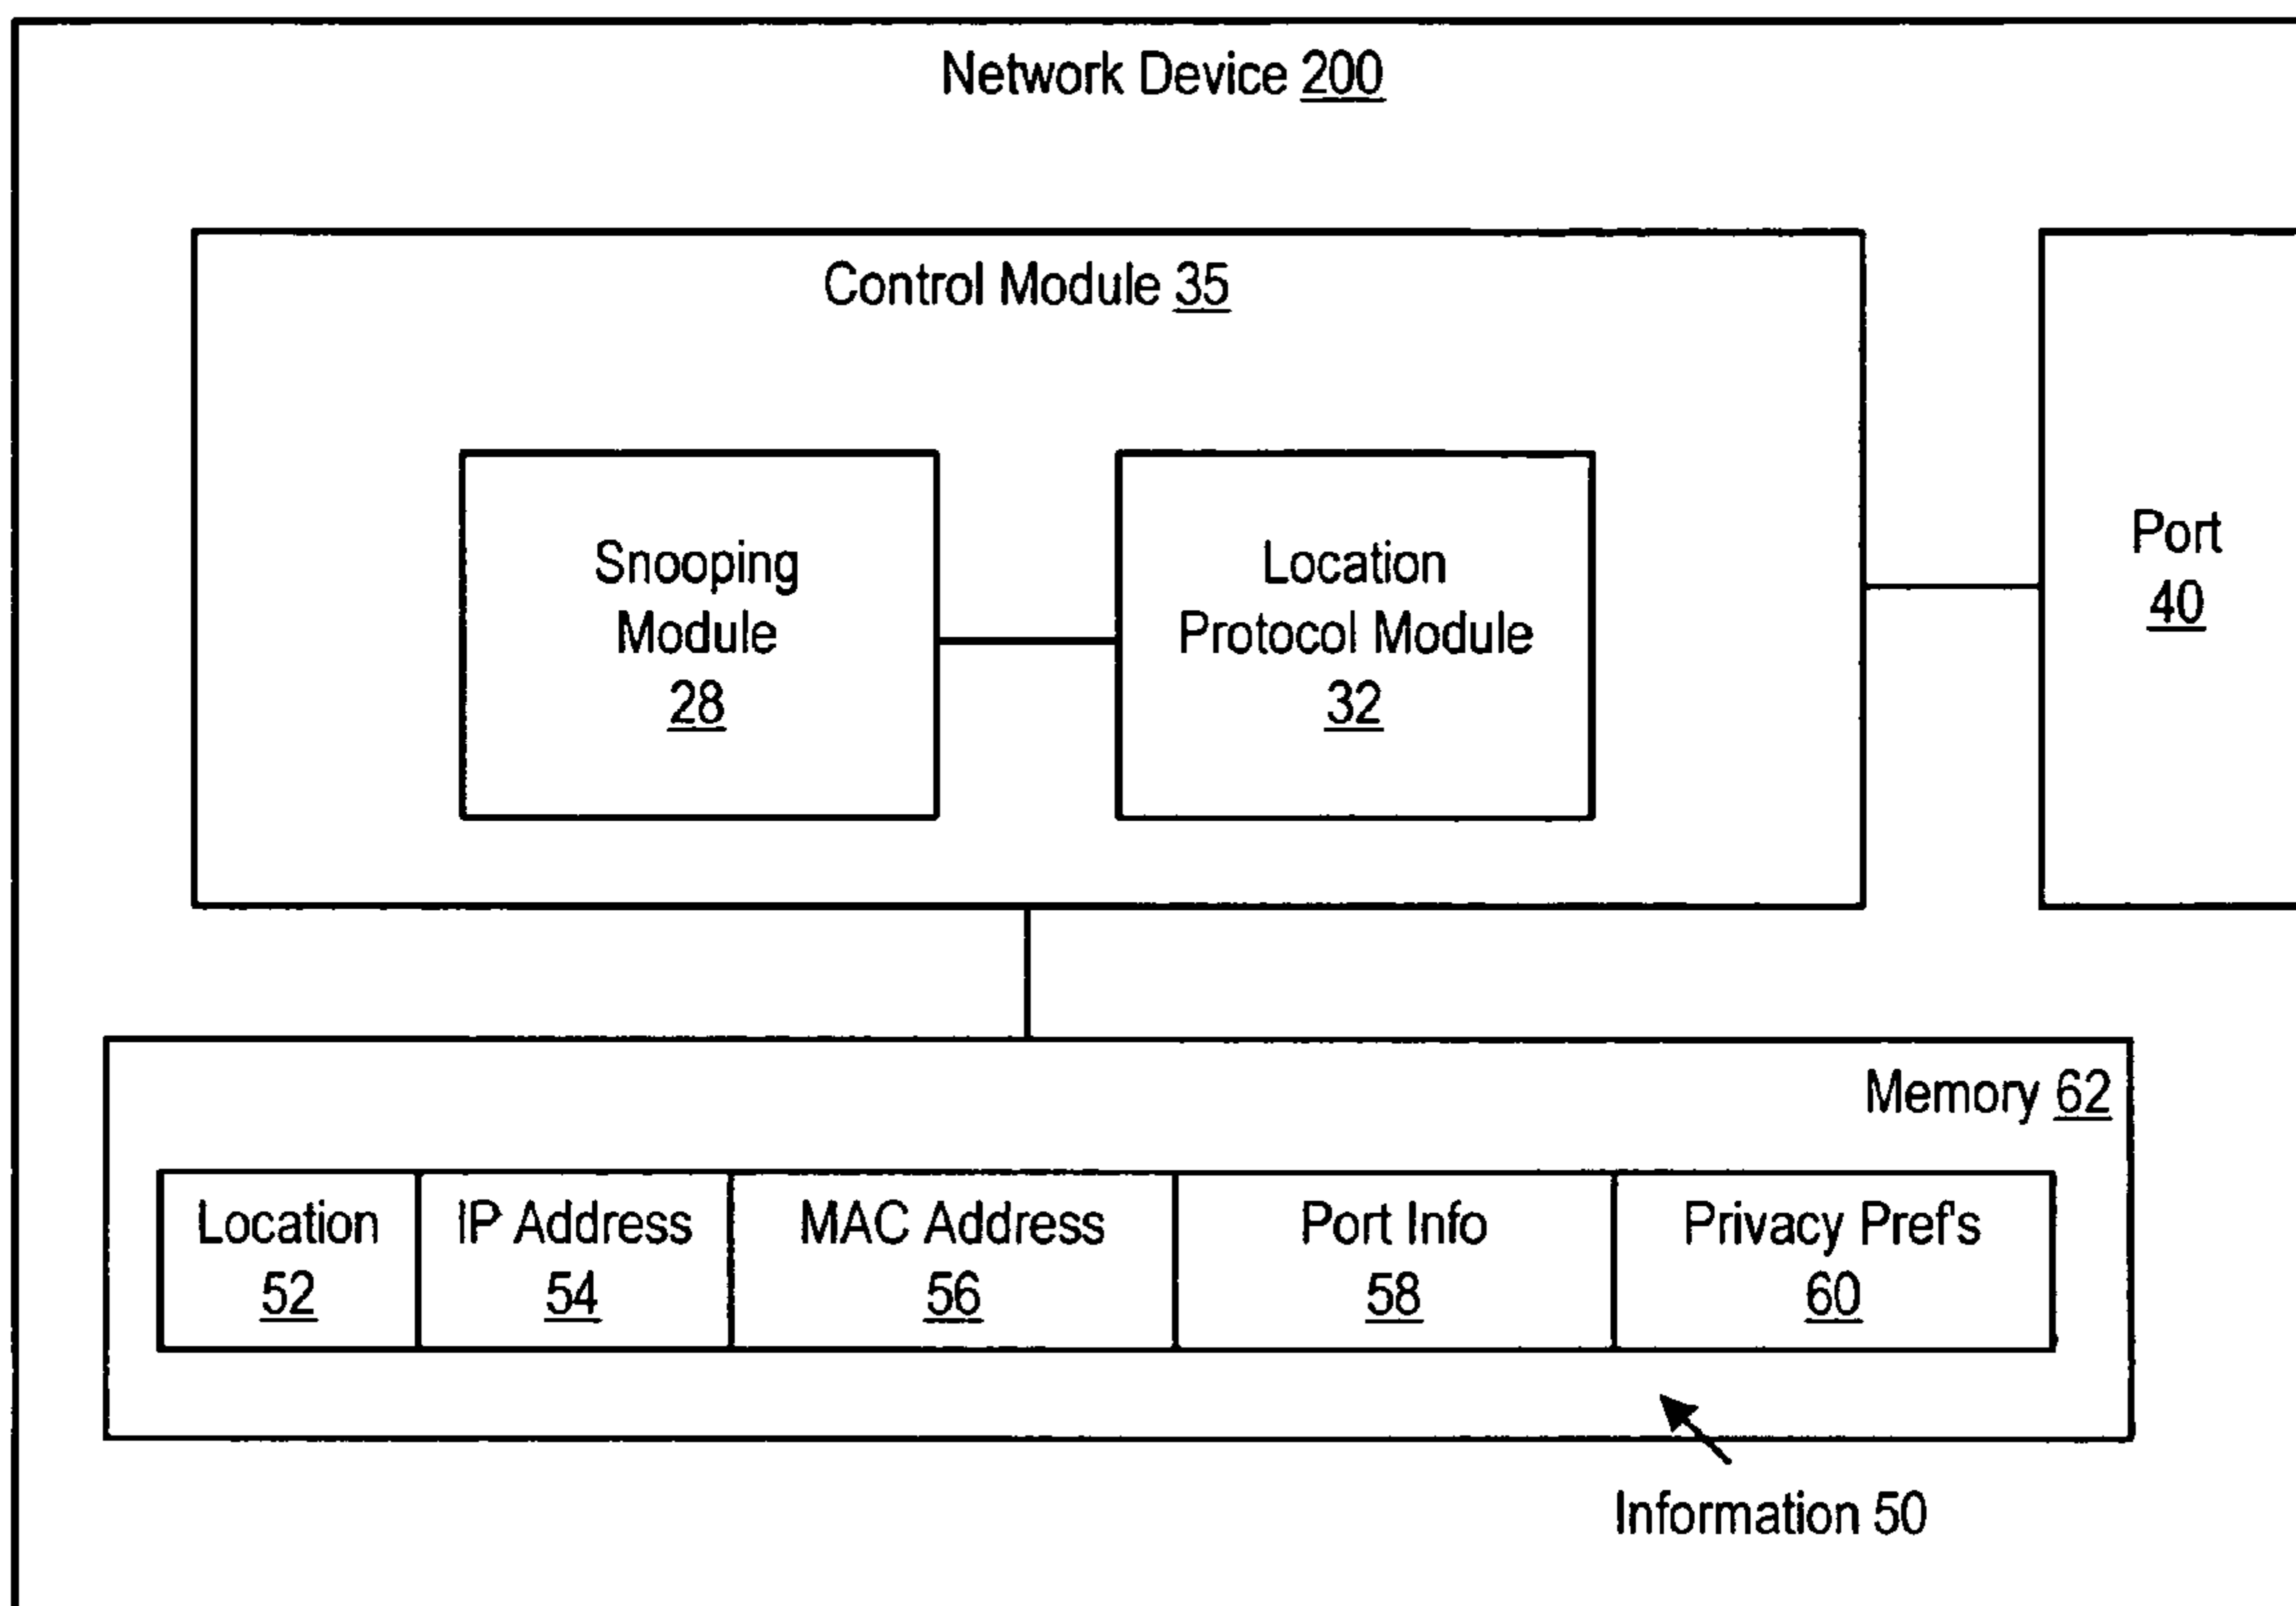 Network Device 200
Control Module 35
Snooping
Module
28
Location
Protocol Module
32
Port
40
Memory 62
Location
52
IP Address
54
MAC Address
56
Port Info
58
Privacy Pref's
60
Information 50